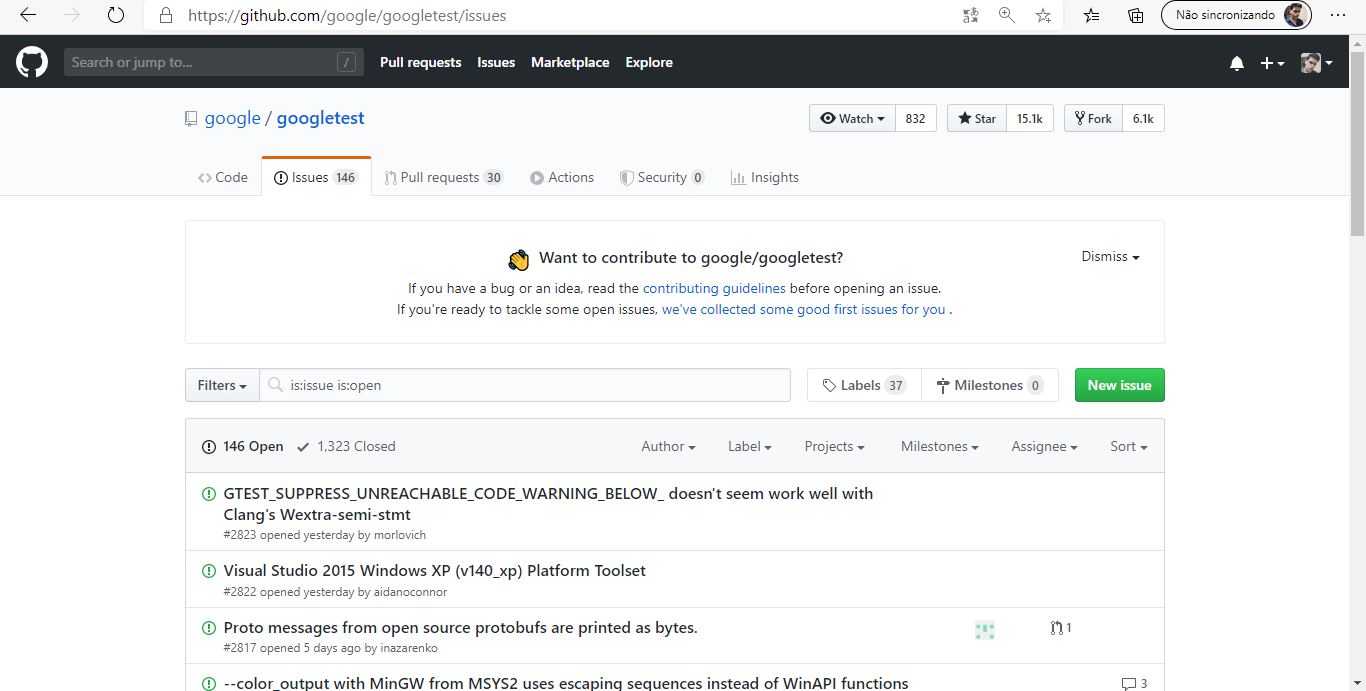 https://github.com/google/googletest/issues
Não sincronizando
Search or jump to... /
Pull requests Issues Marketplace Explore
google / googletest
Watch 832 Star 15.1k Fork 6.1k
Code Issues 146 Pull requests 30 Actions Security 0 Insights
Want to contribute to google/googletest?
Dismiss
If you have a bug or an idea, read the contributing guidelines before opening an issue.
If you're ready to tackle some open issues, we've collected some good first issues for you .
Filters is:issue is:open Labels 37 Milestones 0 New issue
146 Open 1,323 Closed Author Label Projects Milestones Assignee Sort
GTEST_SUPPRESS_UNREACHABLE_CODE_WARNING_BELOW_ doesn't seem work well with
Clang's Wextra-semi-stmt
#2823 opened yesterday by morlovich
Visual Studio 2015 Windows XP (v140_xp) Platform Toolset
#2822 opened yesterday by aidanoconnor
Proto messages from open source protobufs are printed as bytes. 1
#2817 opened 5 days ago by inazarenko
--color_output with MinGW from MSYS2 uses escaping sequences instead of WinAPI functions 3